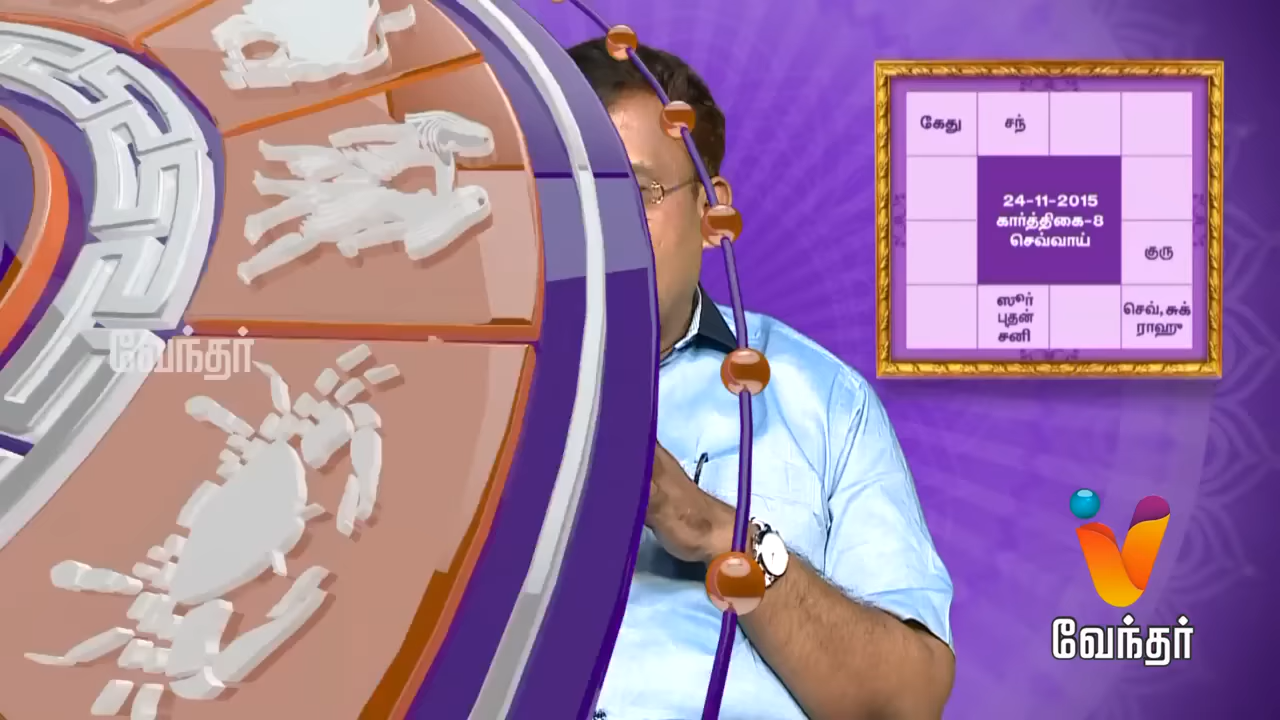 கேது
சந்
24-11-2015
கார்த்திகை-8
செவ்வாய்
குரு
ஸூர்
புதன்
சனி
செவ், சுக்
ராஹு
வேந்தர்
வேந்தர்